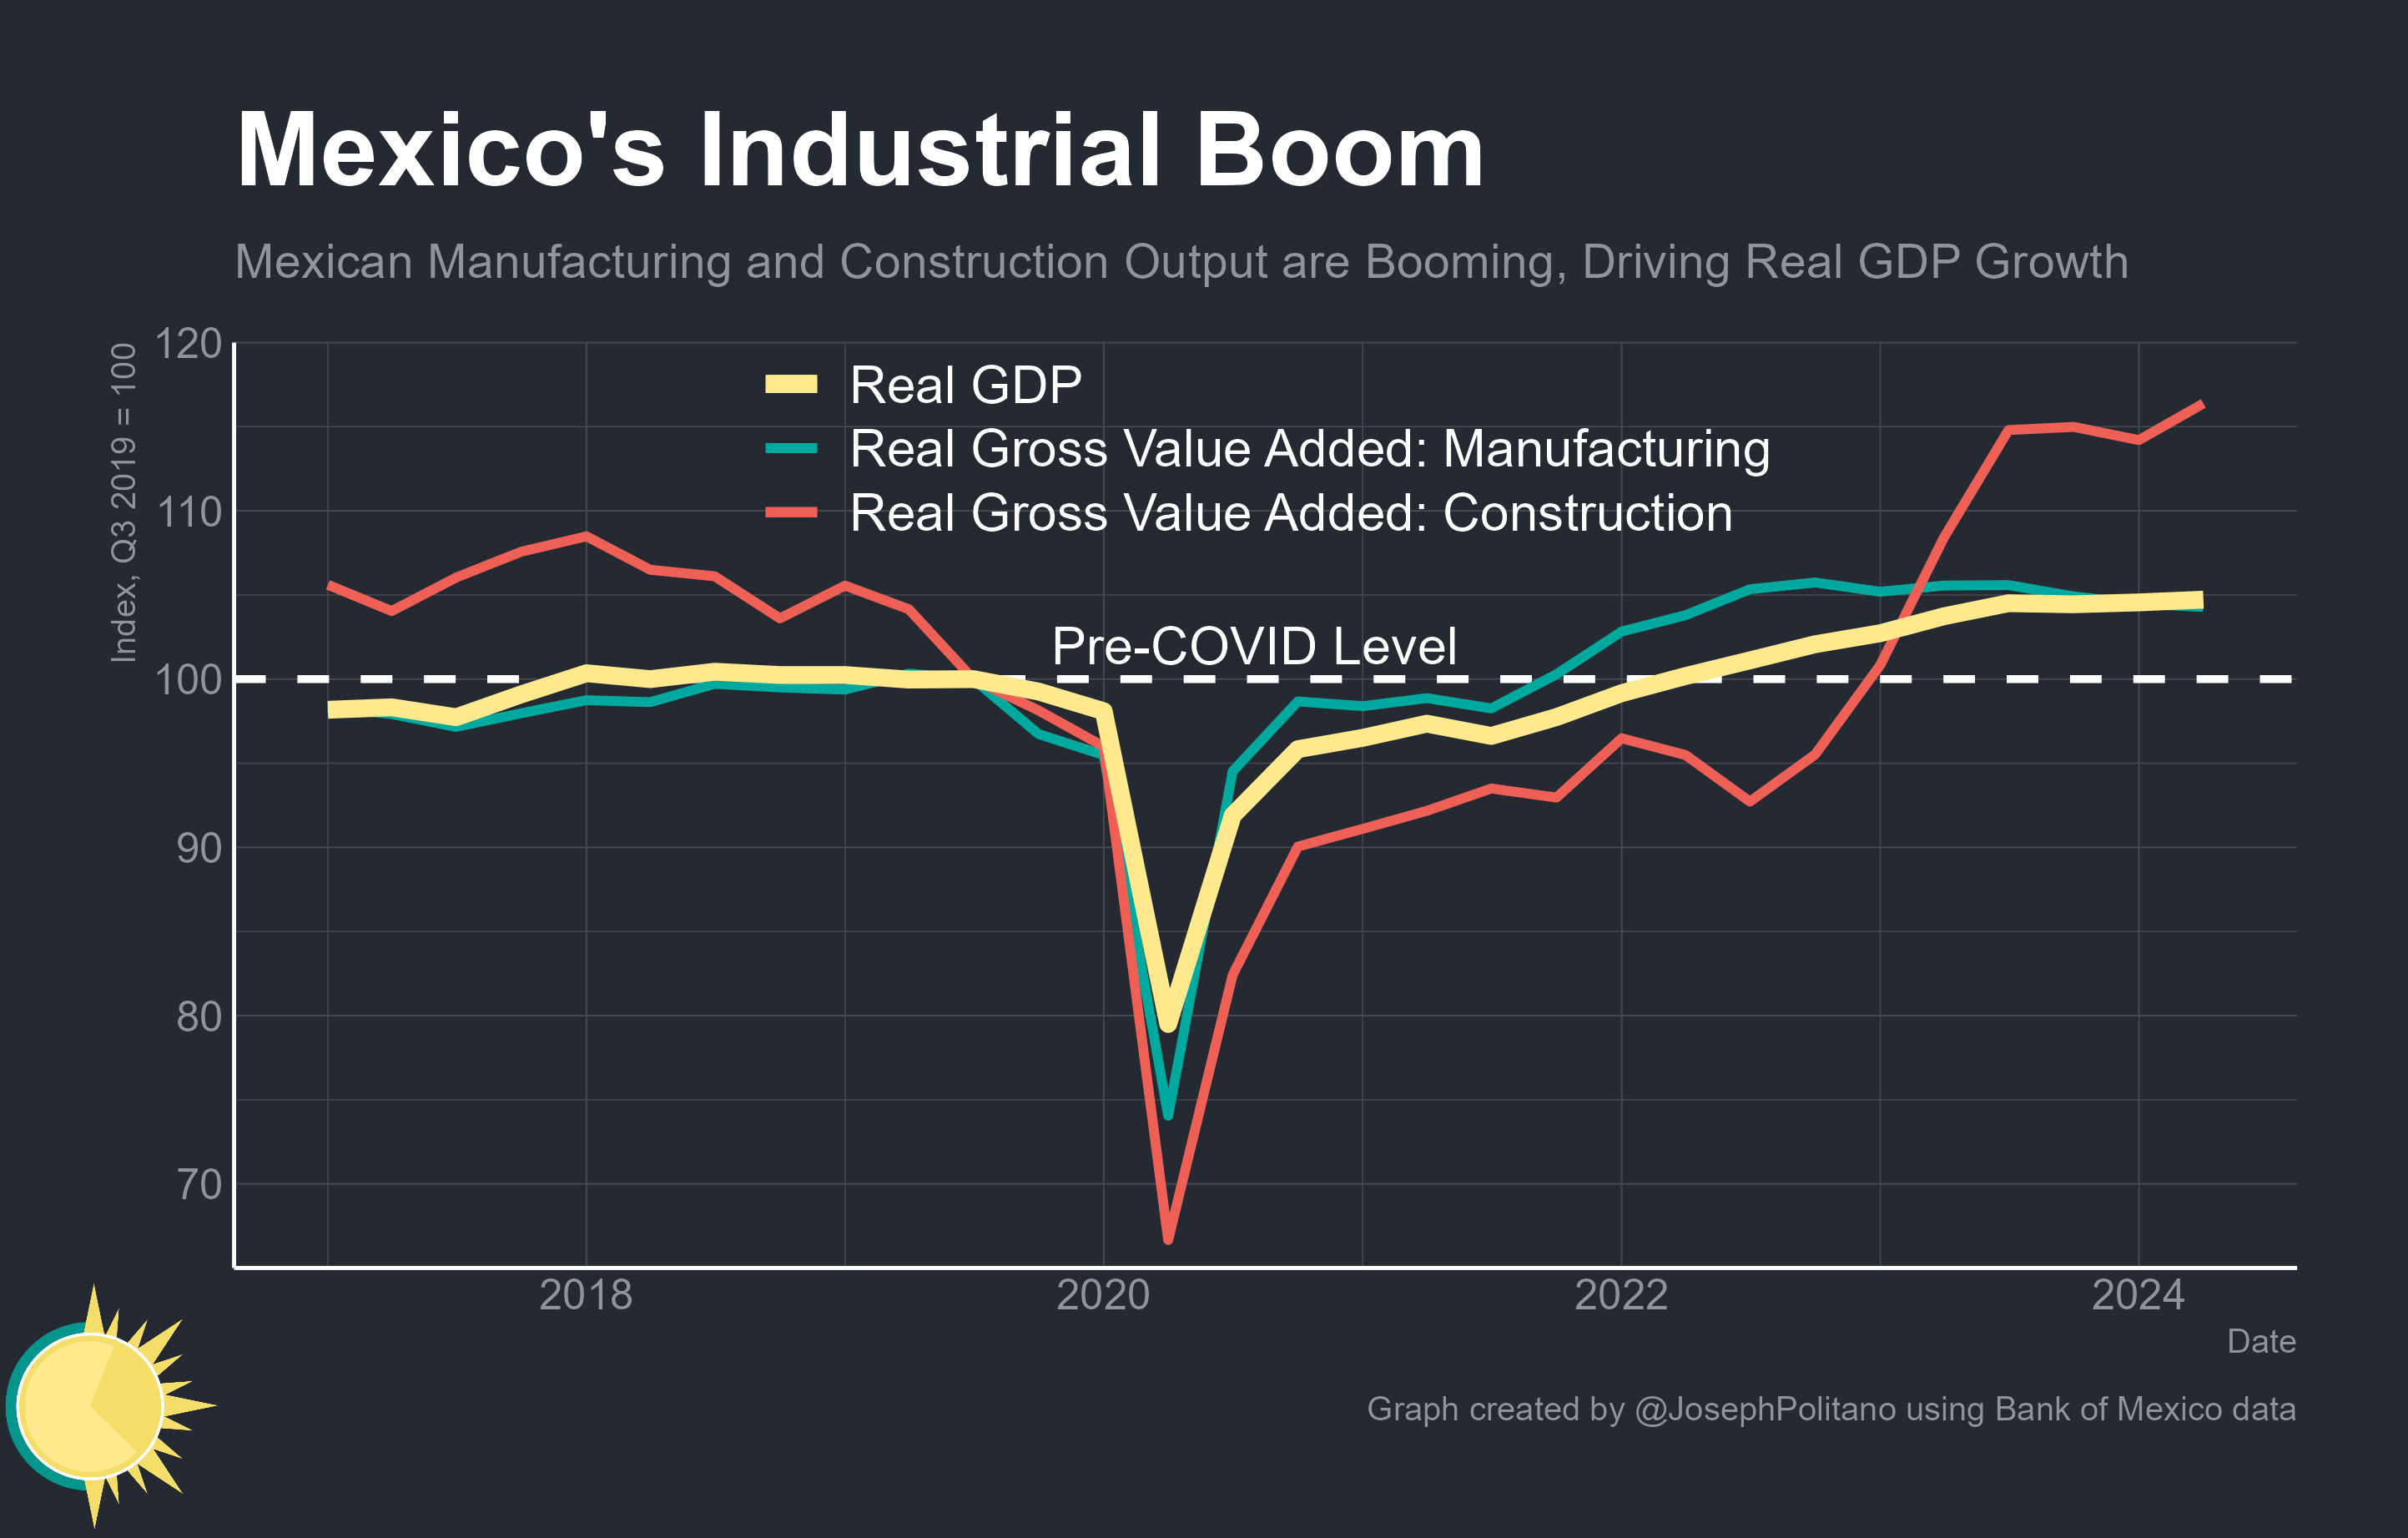 Mexico's Industrial Boom
Mexican Manufacturing and Construction Output are Booming, Driving Real GDP Growth
Index, Q3 2019 = 100
120
110
100
90
80
70
Real GDP
Real Gross Value Added: Manufacturing
Real Gross Value Added: Construction
Pre-COVID Level
2018
2020
2022
2024
Date
Graph created by @JosephPolitano using Bank of Mexico data